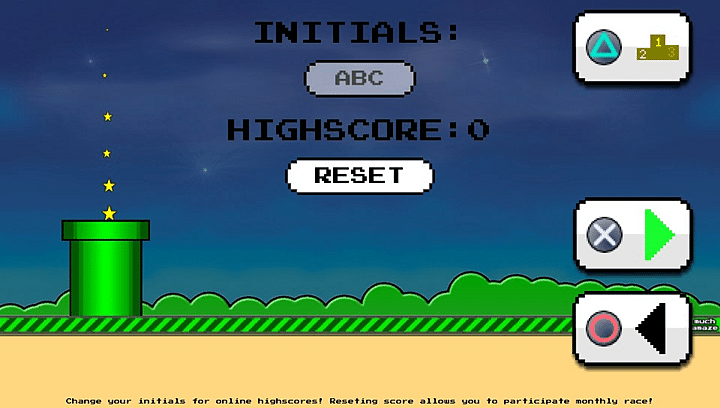 INITIALS:
ABC
HIGHSCORE:0
RESET
1
2 3
much
amaze
Change your initials for online highscores! Reseting score allows you to participate monthly race!